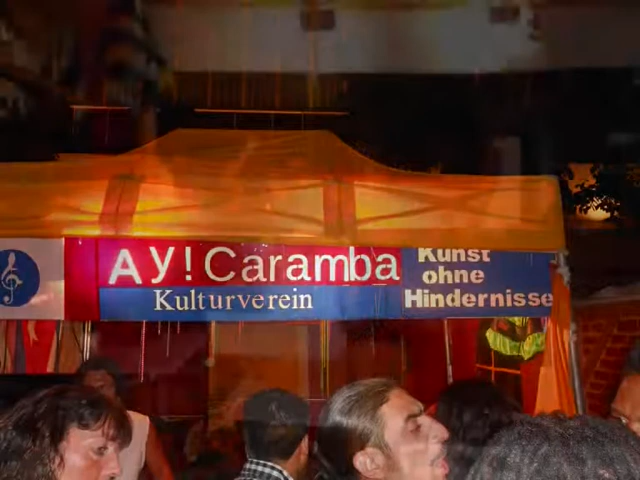 Ay!Caramba
Kulturverein
Kunst
ohne
Hindernisse